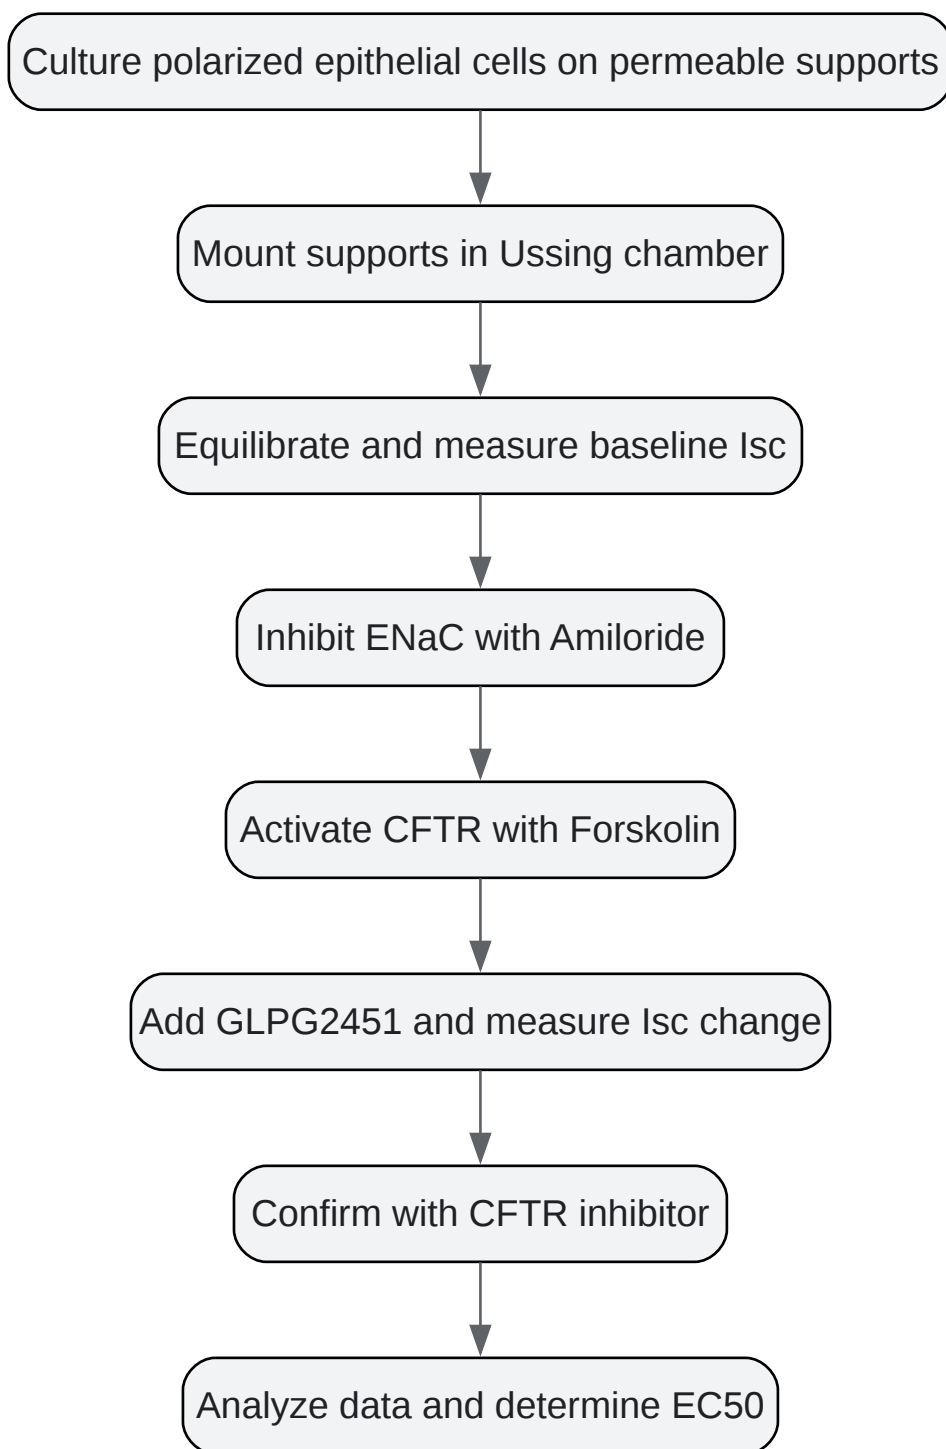 Culture polarized epithelial cells on permeable supports
Mount supports in Ussing chamber
Equilibrate and measure baseline Isc
Inhibit ENaC with Amiloride
Activate CFTR with Forskolin
Add GLPG2451 and measure Isc change
Confirm with CFTR inhibitor
Analyze data and determine EC50